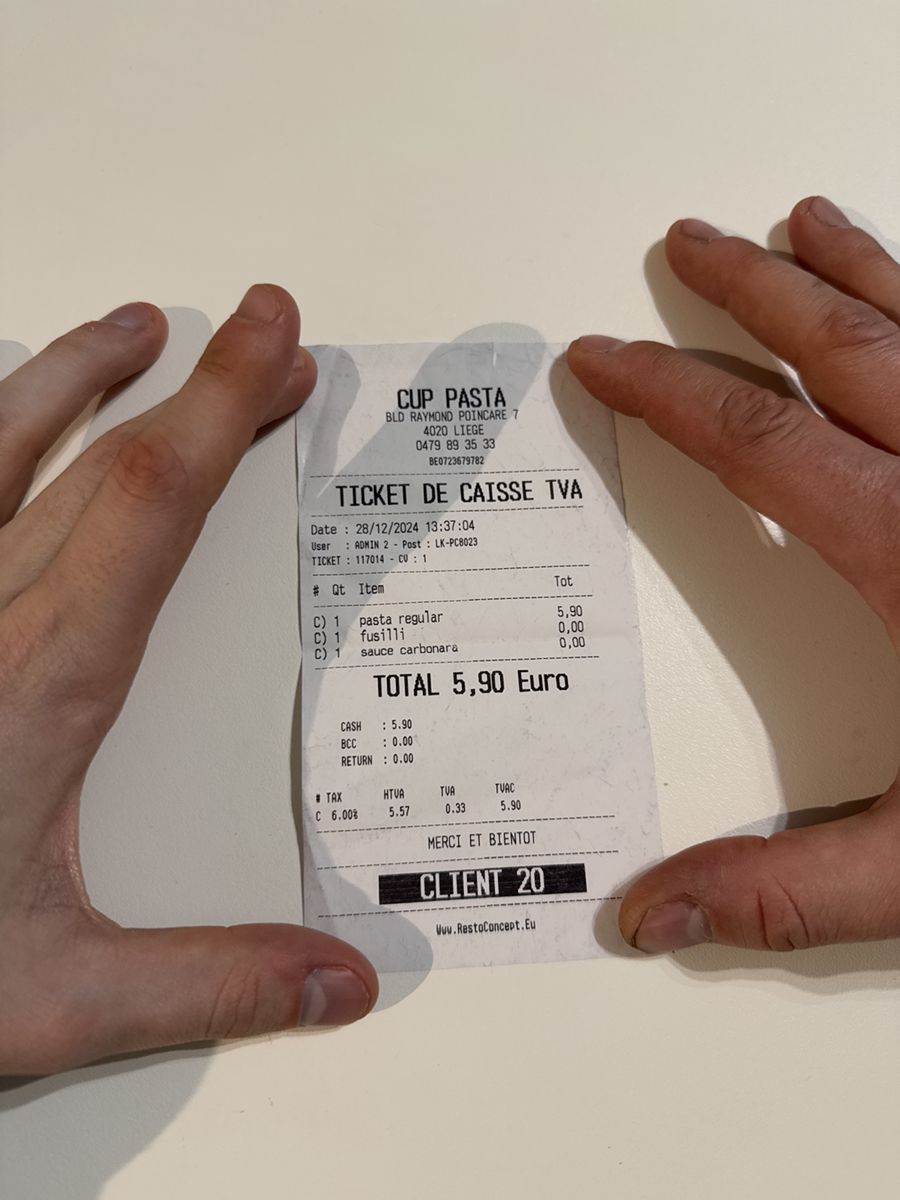 CUP PASTA
BLD RAYMOND POINCARE 7
4020 LIEGE
0479 89 35 33
BE0723679782
TICKET DE CAISSE TVA
Date : 28/12/2024 13:37:04
User : ADMIN 2 - Post : LK-PC8023
TICKET : 117014 - CV : 1
# Qt Item Tot
C) 1 pasta regular 5,90
C) 1 fusilli 0,00
C) 1 sauce carbonara 0,00
TOTAL 5,90 Euro
CASH : 5.90
BCC : 0.00
RETURN : 0.00
# TAX HTVA TVA TVAC
C 6.00% 5.57 0.33 5.90
MERCI ET BIENTOT
CLIENT 20
Www.RestoConcept.Eu